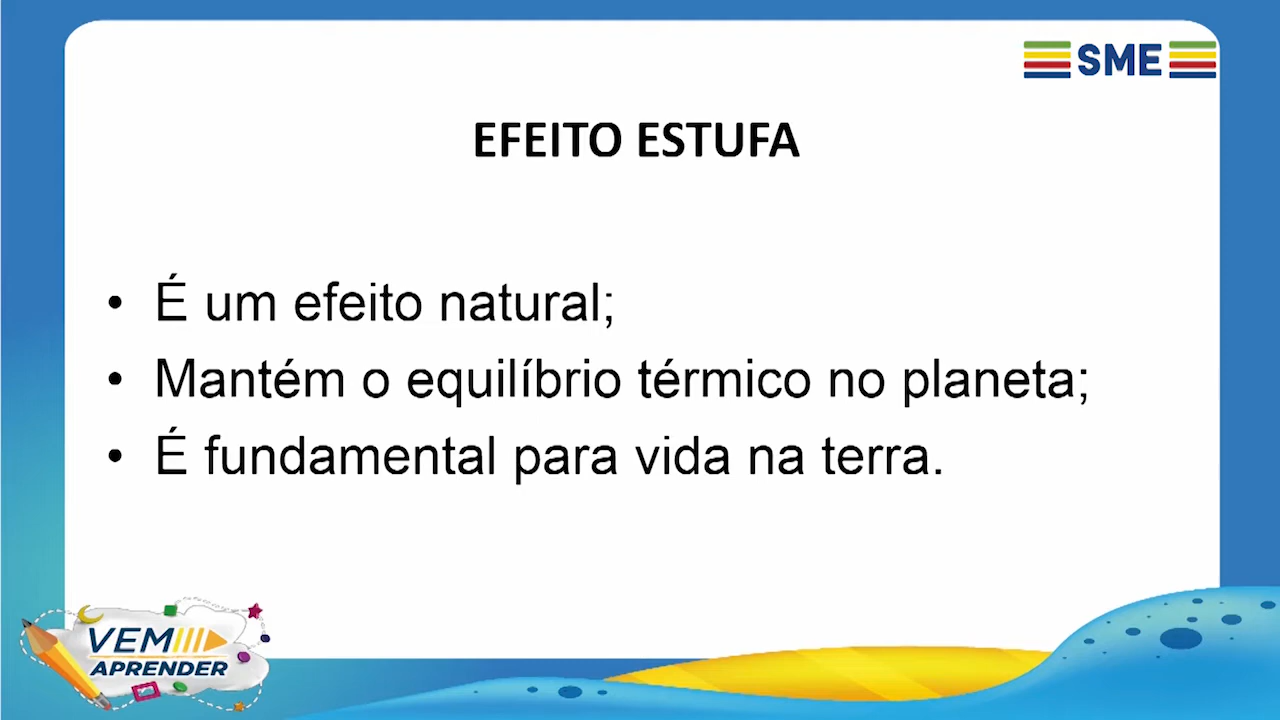 SME
EFEITO ESTUFA
• É um efeito natural;
• Mantém o equilíbrio térmico no planeta;
• É fundamental para vida na terra.
VEM
APRENDER